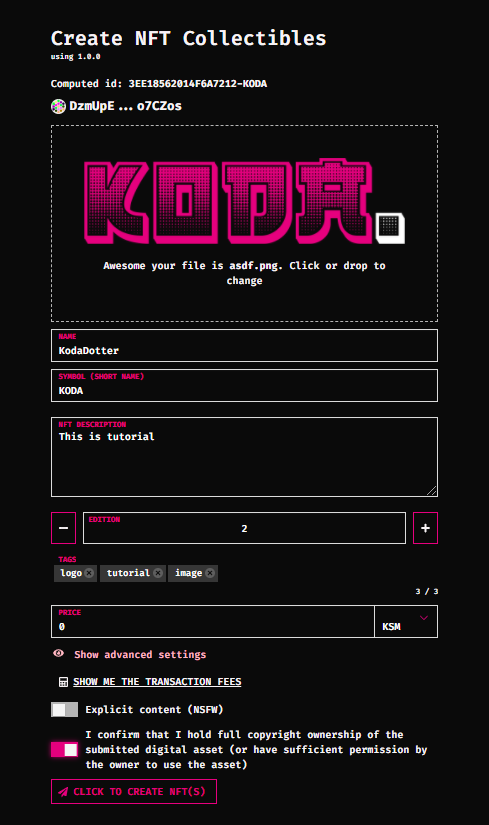 Create NFT Collectibles
using 1.0.0
Computed id: 3EE18562014F6A7212-KODA
DzmUpE ... o7CZos
KODA.
Awesome your file is asdf.png. Click or drop to
change
NAME
KodaDotter
SYMBOL (SHORT NAME)
KODA
NFT DESCRIPTION
This is tutorial
EDITION
− 2 +
TAGS
logo tutorial image
3 / 3
PRICE
0 KSM
Show advanced settings
SHOW ME THE TRANSACTION FEES
Explicit content (NSFW)
I confirm that I hold full copyright ownership of the
submitted digital asset (or have sufficient permission by
the owner to use the asset)
CLICK TO CREATE NFT(S)